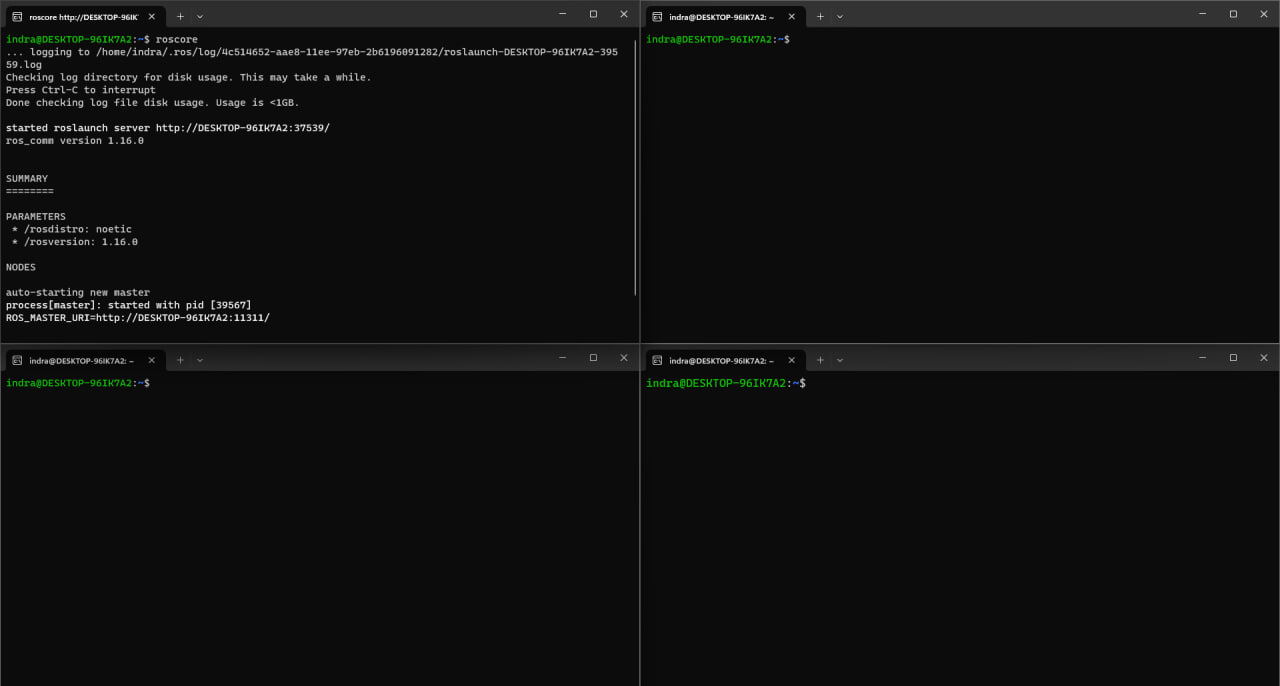 roscore http://DESKTOP-96IK
indra@DESKTOP-96IK7A2:~$ roscore
... logging to /home/indra/.ros/log/4c514652-aae8-11ee-97eb-2b6196091282/roslaunch-DESKTOP-96IK7A2-395
59.log
Checking log directory for disk usage. This may take a while.
Press Ctrl-C to interrupt
Done checking log file disk usage. Usage is <1GB.
started roslaunch server http://DESKTOP-96IK7A2:37539/
ros_comm version 1.16.0
SUMMARY
========
PARAMETERS
 * /rosdistro: noetic
 * /rosversion: 1.16.0
NODES
auto-starting new master
process[master]: started with pid [39567]
ROS_MASTER_URI=http://DESKTOP-96IK7A2:11311/
indra@DESKTOP-96IK7A2: ~
indra@DESKTOP-96IK7A2:~$
indra@DESKTOP-96IK7A2: ~
indra@DESKTOP-96IK7A2:~$
indra@DESKTOP-96IK7A2: ~
indra@DESKTOP-96IK7A2:~$